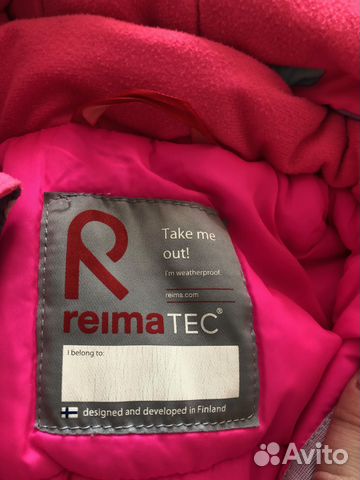 Take me
out!
I'm weatherproof.
reima.com
reimaTEC®
I belong to:
designed and developed in Finland
Avito